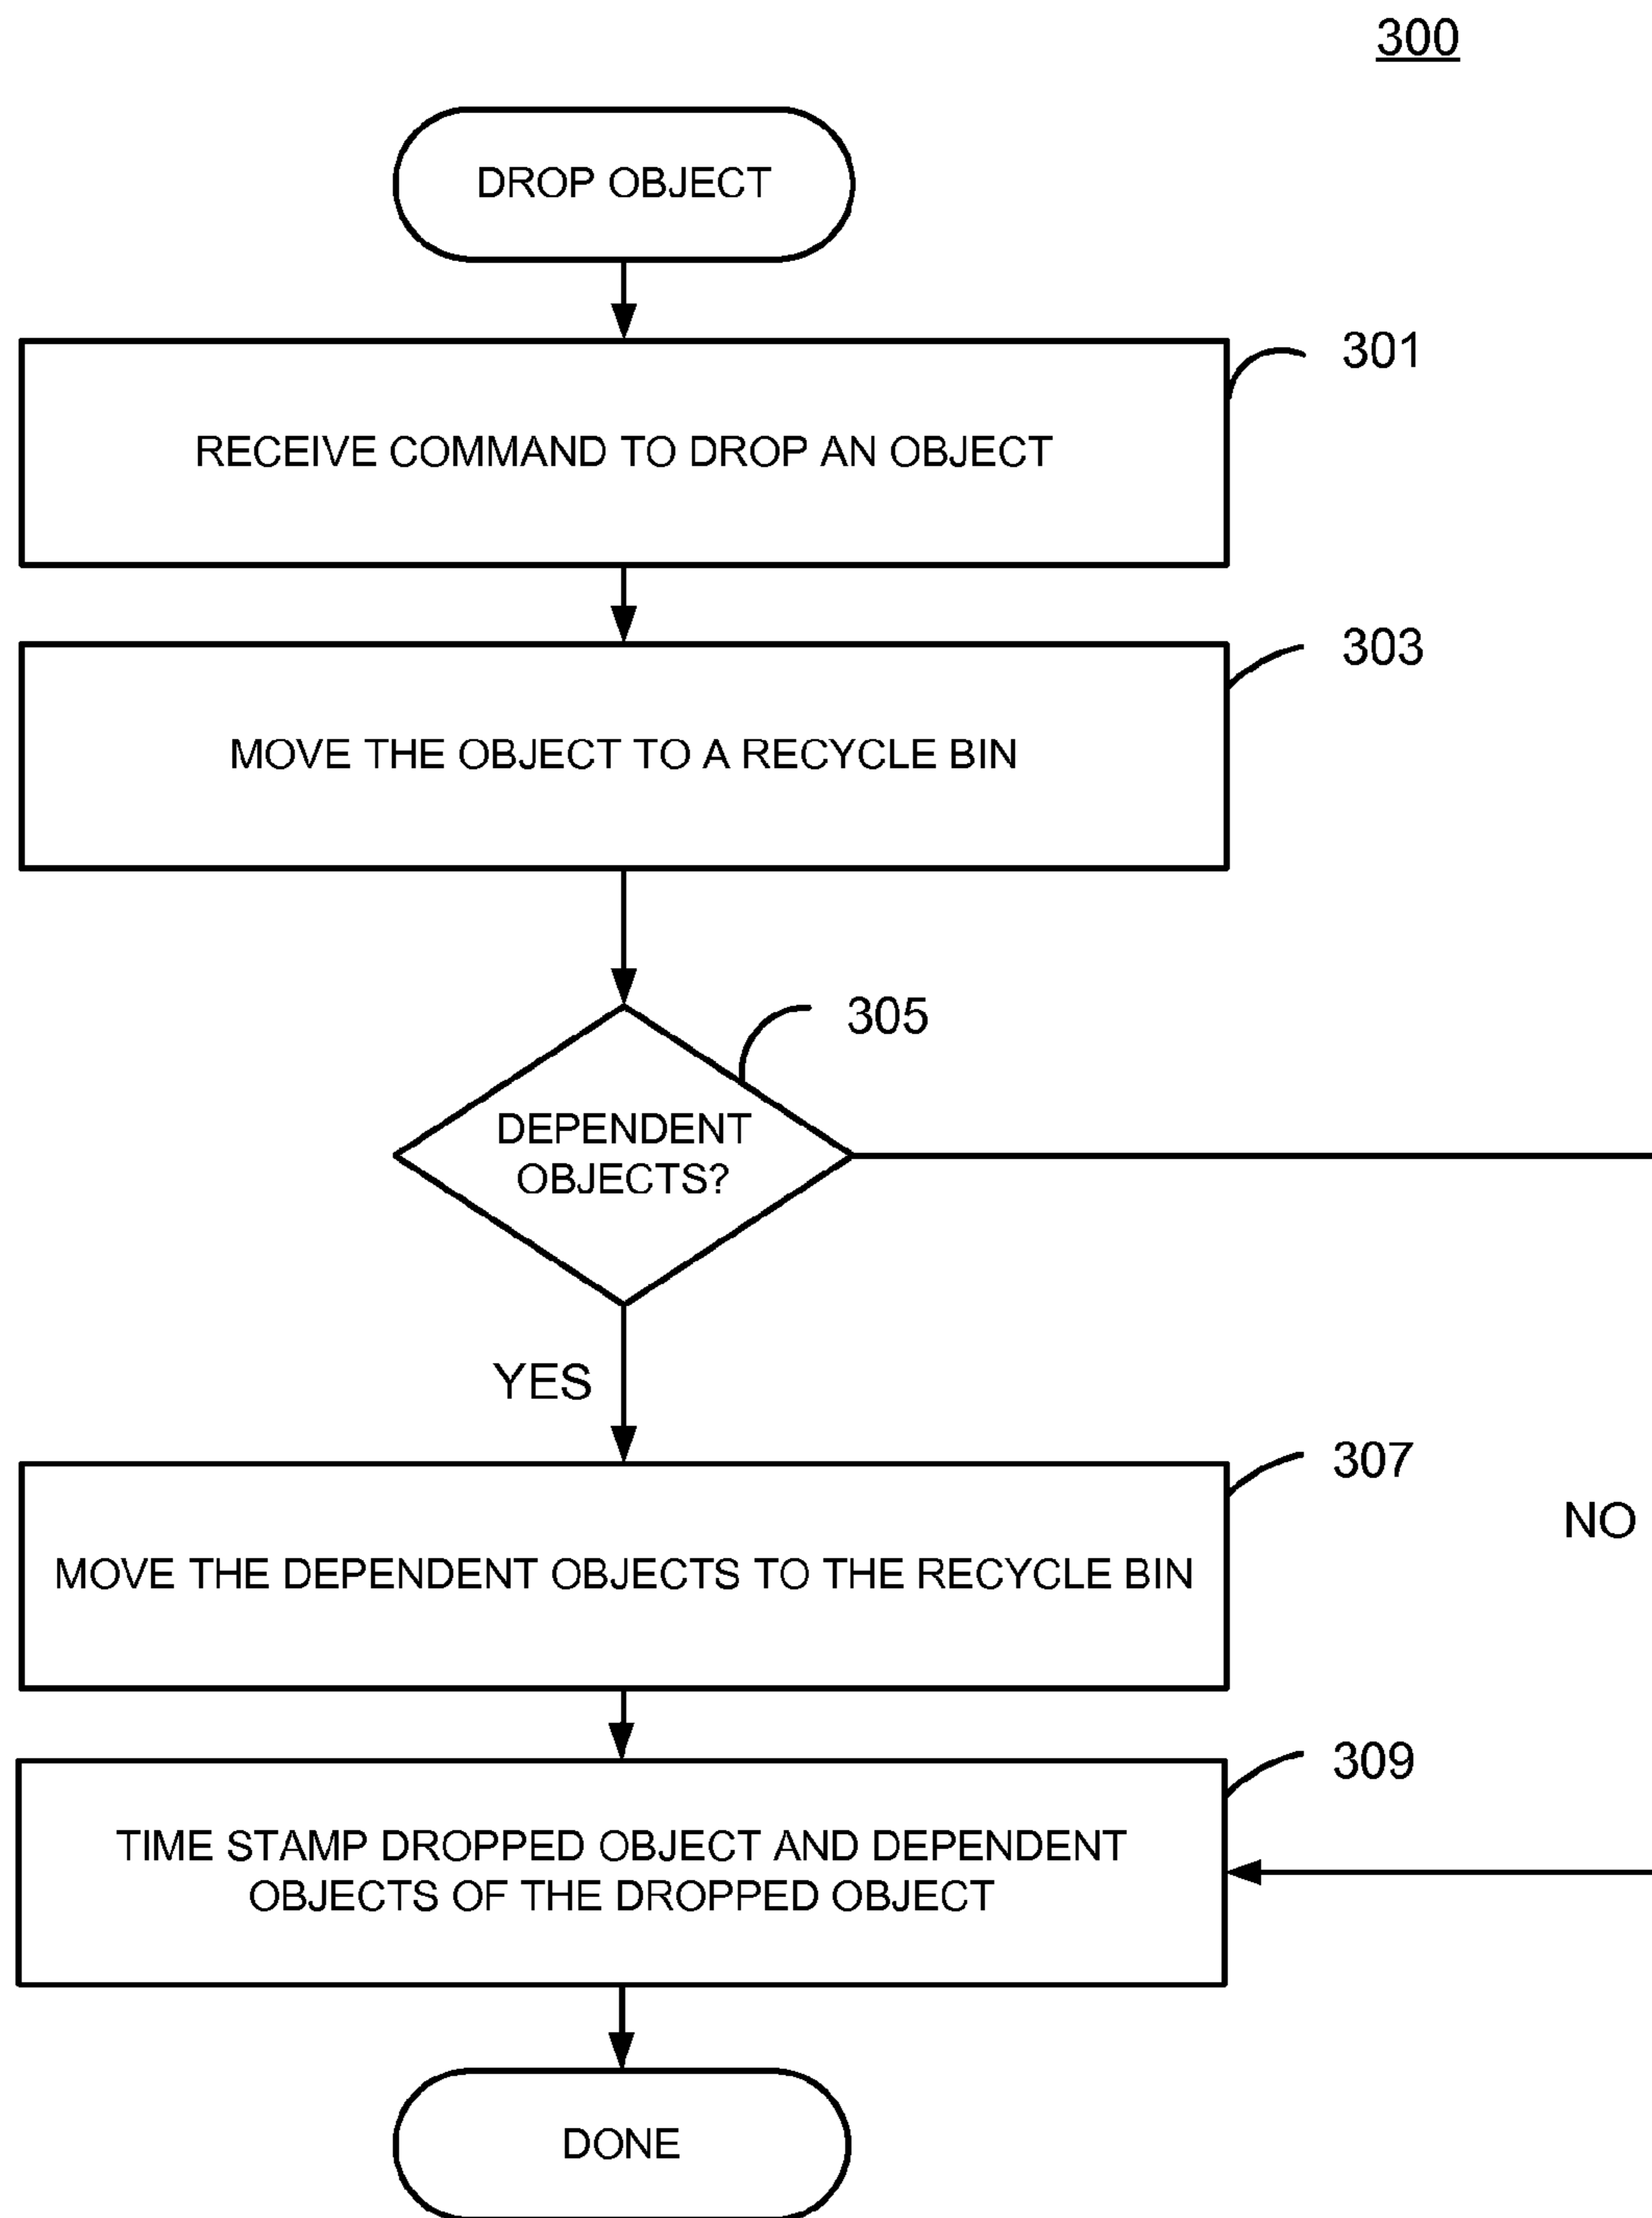 300
DROP OBJECT
301
RECEIVE COMMAND TO DROP AN OBJECT
303
MOVE THE OBJECT TO A RECYCLE BIN
305
DEPENDENT
OBJECTS?
YES
307
NO
MOVE THE DEPENDENT OBJECTS TO THE RECYCLE BIN
309
TIME STAMP DROPPED OBJECT AND DEPENDENT
OBJECTS OF THE DROPPED OBJECT
DONE